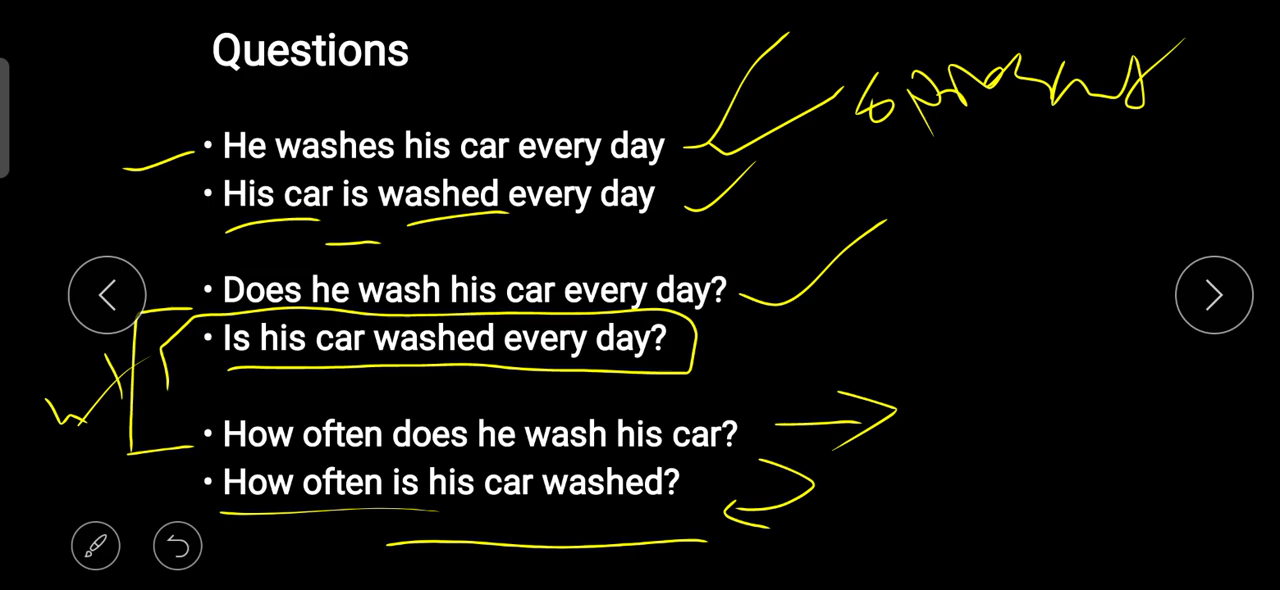 Questions
• He washes his car every day
• His car is washed every day
• Does he wash his car every day?
• Is his car washed every day?
• How often does he wash his car?
• How often is his car washed?